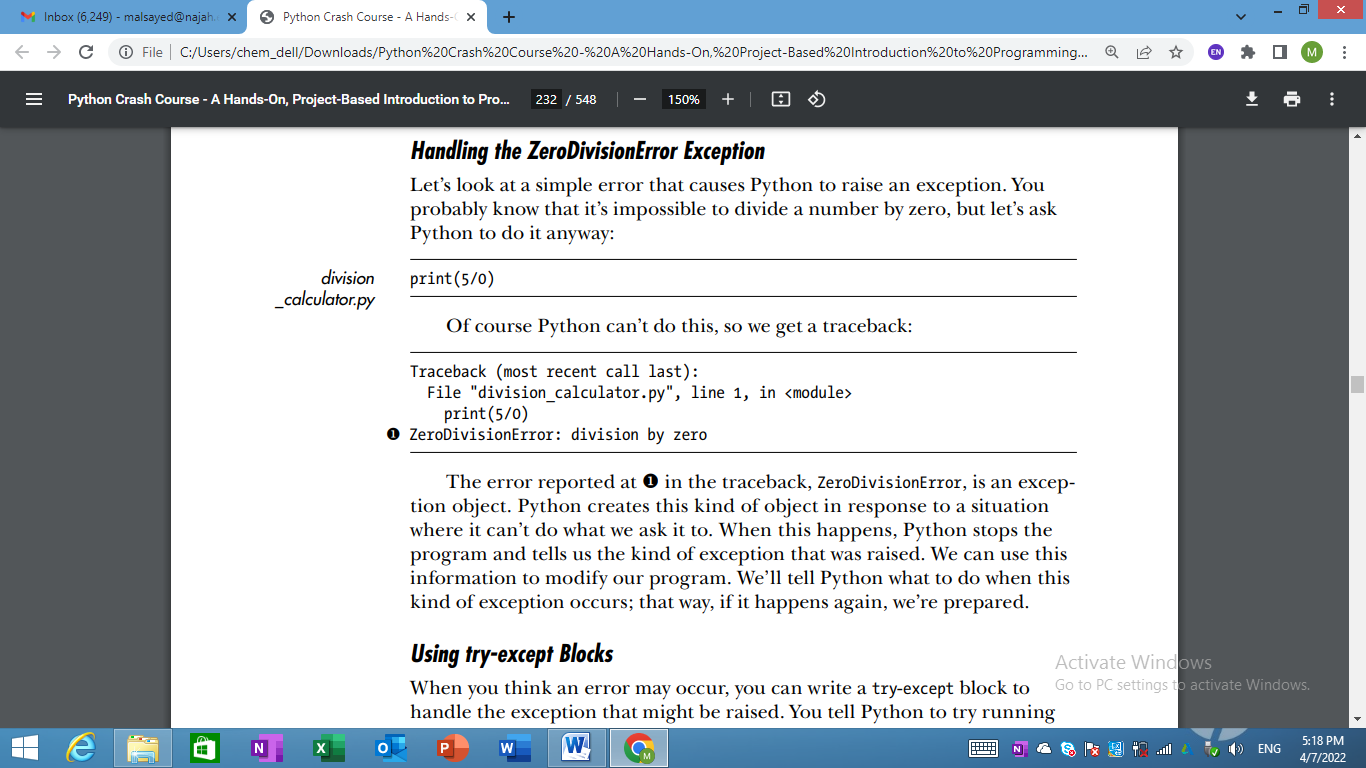 Inbox (6,249) - malsayed@najah.
Python Crash Course - A Hands-
File
C:/Users/chem_dell/Downloads/Python%20Crash%20Course%20-%20A%20Hands-On,%20Project-Based%20Introduction%20to%20Programming...
EN
M
Python Crash Course - A Hands-On, Project-Based Introduction to Pro...
232 / 548
150%
Handling the ZeroDivisionError Exception
Let’s look at a simple error that causes Python to raise an exception. You
probably know that it’s impossible to divide a number by zero, but let’s ask
Python to do it anyway:
division
_calculator.py
print(5/0)
Of course Python can’t do this, so we get a traceback:
Traceback (most recent call last):
File "division_calculator.py", line 1, in <module>
print(5/0)
❶ ZeroDivisionError: division by zero
The error reported at ❶ in the traceback, ZeroDivisionError, is an excep-
tion object. Python creates this kind of object in response to a situation
where it can’t do what we ask it to. When this happens, Python stops the
program and tells us the kind of exception that was raised. We can use this
information to modify our program. We’ll tell Python what to do when this
kind of exception occurs; that way, if it happens again, we’re prepared.
Using try-except Blocks
When you think an error may occur, you can write a try-except block to
handle the exception that might be raised. You tell Python to try running
Activate Windows
Go to PC settings to activate Windows.
ENG
5:18 PM
4/7/2022